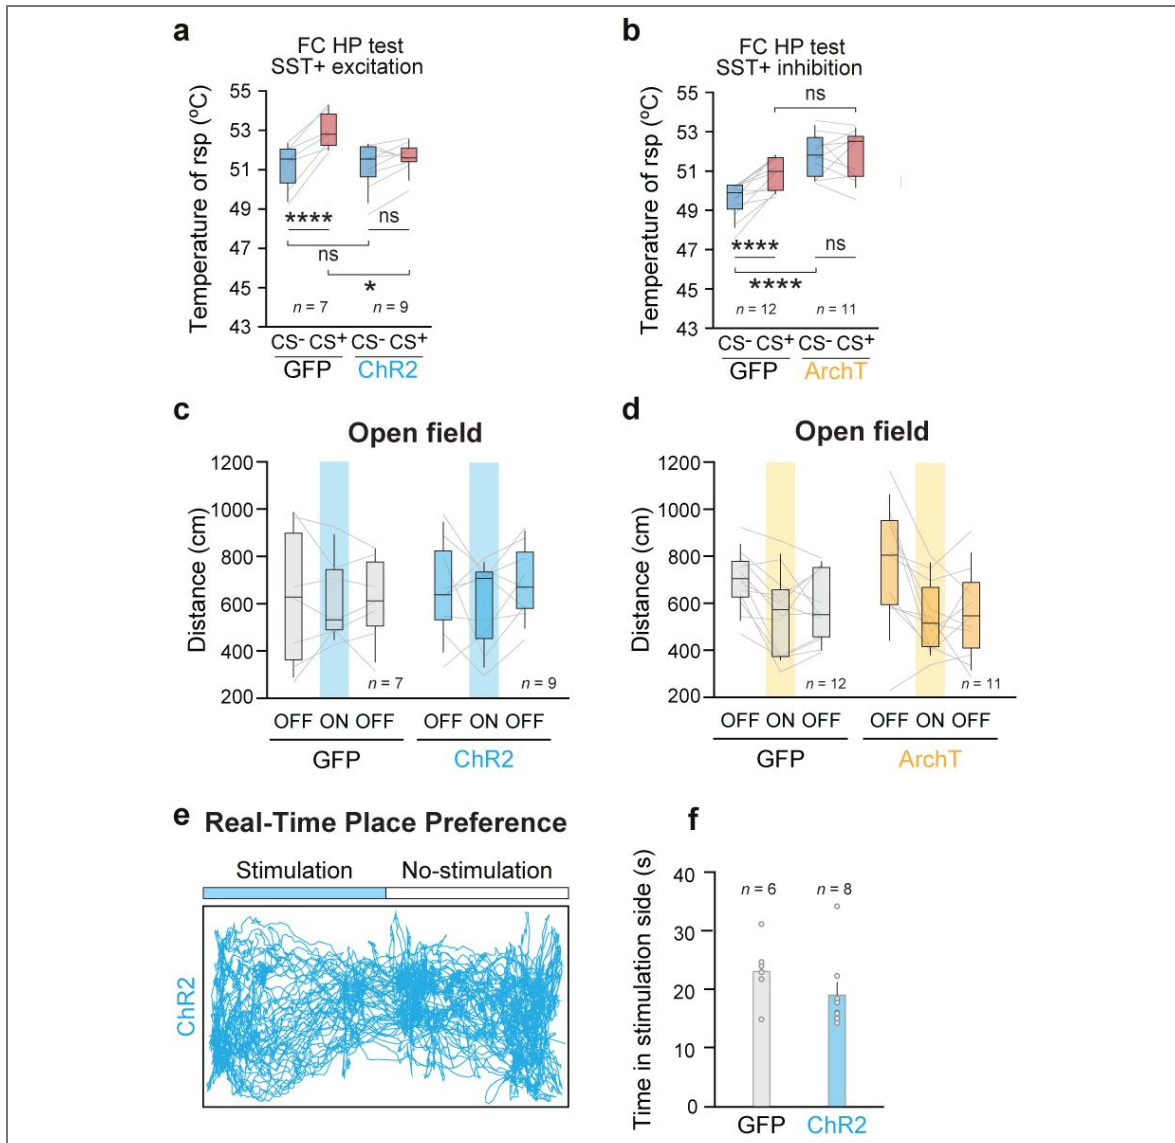 a
FC HP test
SST+ excitation
Temperature of rsp (ºC)
55
53
51
49
47
45
43
****
ns
ns
*
n = 7
n = 9
CS- CS+ CS- CS+
GFP
ChR2
b
FC HP test
SST+ inhibition
Temperature of rsp (ºC)
55
53
51
49
47
45
43
ns
****
ns
****
n = 12
n = 11
CS- CS+ CS- CS+
GFP
ArchT
c
Open field
Distance (cm)
1200
1000
800
600
400
200
n = 7
n = 9
OFF ON OFF
OFF ON OFF
GFP
ChR2
d
Open field
Distance (cm)
1200
1000
800
600
400
200
n = 12
n = 11
OFF ON OFF
OFF ON OFF
GFP
ArchT
e
Real-Time Place Preference
Stimulation
No-stimulation
ChR2
f
Time in stimulation side (s)
40
30
20
10
0
n = 6
n = 8
GFP
ChR2